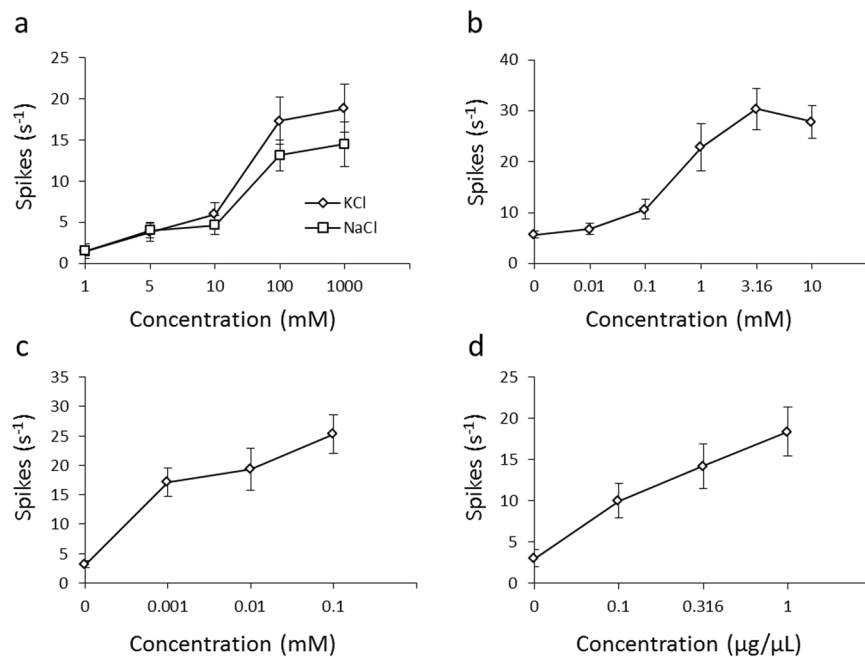 a
25
20
15
10
5
0
Spikes (s⁻¹)
KCl
NaCl
1 5 10 100 1000
Concentration (mM)
b
40
30
20
10
0
Spikes (s⁻¹)
0 0.01 0.1 1 3.16 10
Concentration (mM)
c
35
30
25
20
15
10
5
0
Spikes (s⁻¹)
0 0.001 0.01 0.1
Concentration (mM)
d
25
20
15
10
5
0
Spikes (s⁻¹)
0 0.1 0.316 1
Concentration (µg/µL)